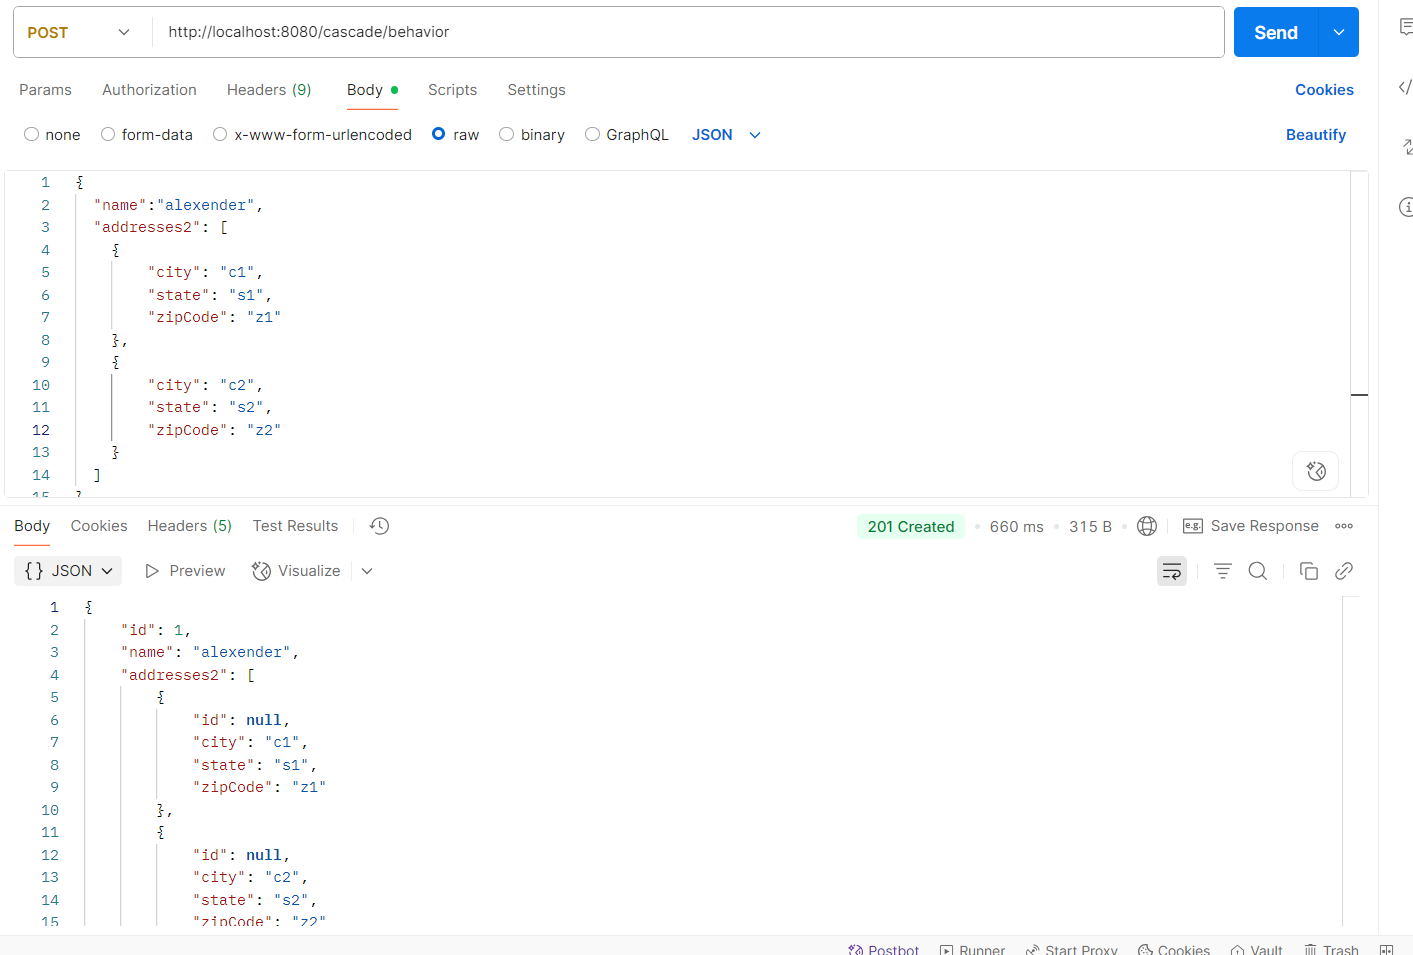 POST http://localhost:8080/cascade/behavior Send
Params Authorization Headers (9) Body Scripts Settings Cookies
none form-data x-www-form-urlencoded raw binary GraphQL JSON Beautify
1 {
2 "name":"alexender",
3 "addresses2": [
4 {
5 "city": "c1",
6 "state": "s1",
7 "zipCode": "z1"
8 },
9 {
10 "city": "c2",
11 "state": "s2",
12 "zipCode": "z2"
13 }
14 ]
15 }
Body Cookies Headers (5) Test Results 201 Created 660 ms 315 B e.g. Save Response
{} JSON Preview Visualize
1 {
2 "id": 1,
3 "name": "alexender",
4 "addresses2": [
5 {
6 "id": null,
7 "city": "c1",
8 "state": "s1",
9 "zipCode": "z1"
10 },
11 {
12 "id": null,
13 "city": "c2",
14 "state": "s2",
15 "zipCode": "z2"
Postbot Runner Start Proxy Cookies Vault Trash